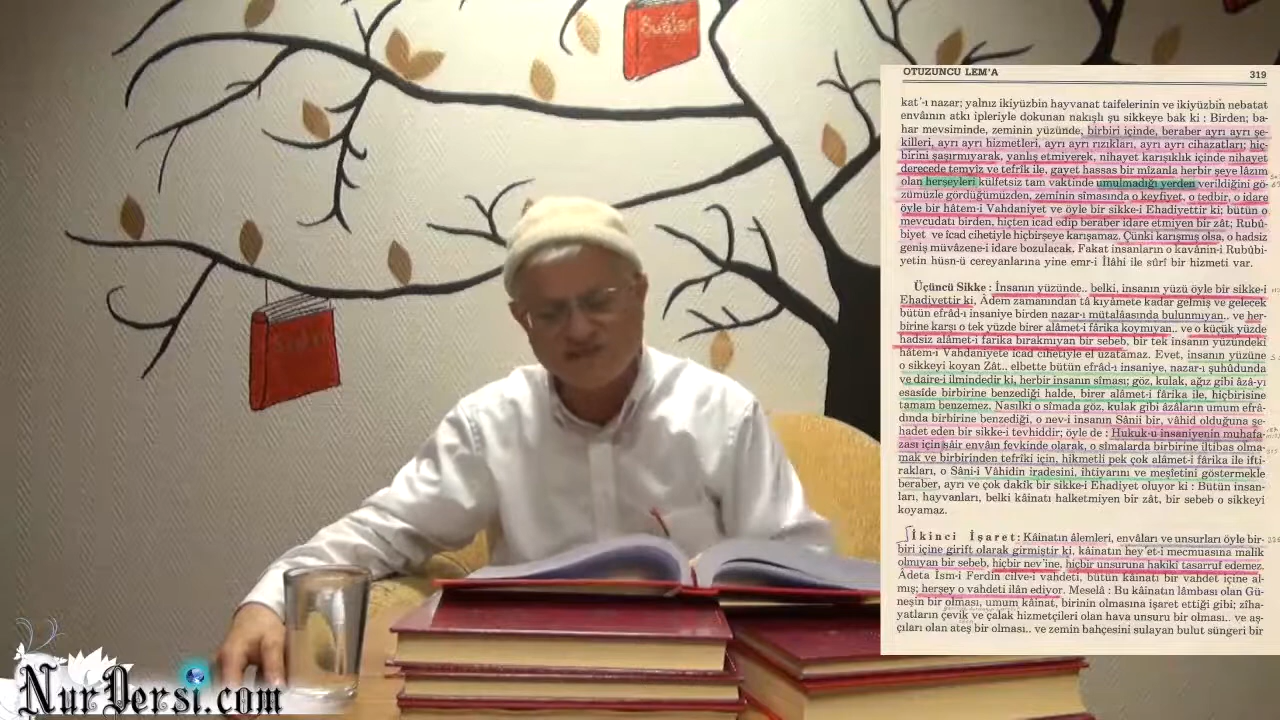 Sualar
OTUZUNCU LEM'A 319
kat'-ı nazar; yalnız ikiyüzbin hayvanat taifelerinin ve ikiyüzbin nebatat
envâının atkı ipleriyle dokunan nakışlı şu sikkeye bak ki : Birden; ba-
har mevsiminde, zeminin yüzünde, birbiri içinde, beraber ayrı ayrı şe-
killeri, ayrı ayrı hizmetleri, ayrı ayrı rızıkları, ayrı ayrı cihazatları; hiç-
birini şaşırmıyarak, yanlış etmiyerek, nihayet karışıklık içinde nihayet
derecede temyiz ve tefrik ile, gayet hassas bir mizanla herbir şeye lâzım
olan herşeyleri külfetsiz tam vaktinde umulmadığı yerden verildiğini gö-
zümüzle gördüğümüzden, zeminin simasında o keyfiyet, o tedbir, o idare
öyle bir hâtem-i Vahdaniyet ve öyle bir sikke-i Ehadiyettir ki; bütün o
mevcudatı birden, hiçten icad edip beraber idare etmiyen bir zât; Rubû-
biyet ve icad cihetiyle hiçbirşeye karışamaz. Çünki karışmış olsa, o hadsiz
geniş müvâzene-i idare bozulacak. Fakat insanların o kavânin-i Rubûbi-
yetin hüsn-ü cereyanlarına yine emr-i İlâhi ile sûrî bir hizmeti var.
Üçüncü Sikke : İnsanın yüzünde.. belki, insanın yüzü öyle bir sikke-i
Ehadiyettir ki, Âdem zamanından tâ kıyâmete kadar gelmiş ve gelecek
bütün efrâd-ı insaniye birden nazar-ı mütalâasında bulunmıyan.. ve her-
birine karşı o tek yüzde birer alâmet-i fârika koymıyan.. ve o küçük yüzde
hadsiz alâmet-i farika bırakmıyan bir sebeb, bir tek insanın yüzündeki
hâtem-i Vahdaniyete icad cihetiyle el uzatamaz. Evet, insanın yüzüne
o sikkeyi koyan Zât.. elbette bütün efrâd-ı insaniye, nazar-ı şuhûdunda
ve daire-i ilmindedir ki, herbir insanın sîması; göz, kulak, ağız gibi âzâ-yı
esasîde birbirine benzediği halde, birer alâmet-i fârika ile, hiçbirisine
tamam benzemez. Nasılki o sîmada göz, kulak gibi âzâların umum efrâ-
dında birbirine benzediği, o nev-i insanın Sânii bir, vâhid olduğuna şe-
hadet eden bir sikke-i tevhiddir; öyle de : Hukuk-u insaniyenin muhafa-
zası için sâir envâın fevkinde olarak, o sîmalarda birbirine iltibas olma-
mak ve birbirinden tefriki için, hikmetli pek çok alâmet-i fârika ile ifti-
rakları, o Sâni-i Vâhidin iradesini, ihtiyarını ve meşîetini göstermekle
beraber, ayrı ve çok dakik bir sikke-i Ehadiyet oluyor ki : Bütün insan-
ları, hayvanları, belki kâinatı halketmiyen bir zât, bir sebeb o sikkeyi
koyamaz.
İkinci İşaret: Kâinatın âlemleri, envâları ve unsurları öyle bir-
biri içine girift olarak girmiştir ki, kâinatın hey'et-i mecmuasına malik
olmıyan bir sebeb, hiçbir nev'ine, hiçbir unsuruna hakikî tasarruf edemez.
Âdeta İsm-i Ferdin cilve-i vahdeti, bütün kâinatı bir vahdet içine al-
mış; herşey o vahdeti ilân ediyor. Meselâ : Bu kâinatın lâmbası olan Gü-
neşin bir olması, umum kâinat, birinin olmasına işaret ettiği gibi; zîha-
yatların çevik ve çalak hizmetçileri olan hava unsuru bir olması.. ve aş-
çıları olan ateş bir olması.. ve zemin bahçesini sulayan bulut süngeri bir
NurDersi.com